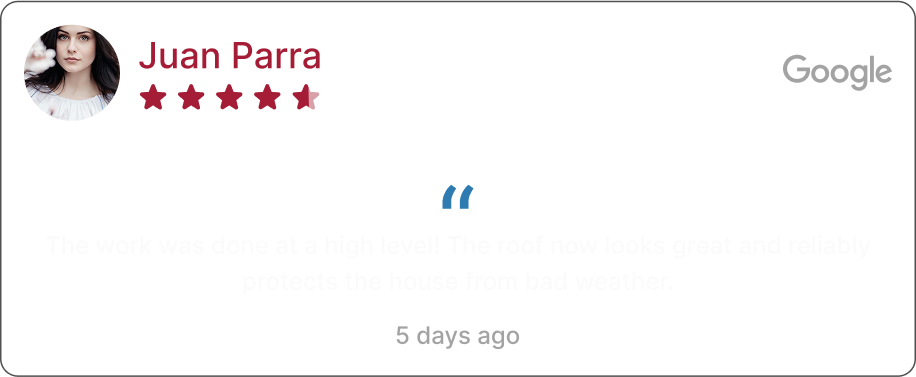 Juan Parra
Google
“
The work was done at a high level! The roof now looks great and reliably
protects the house from bad weather.
5 days ago